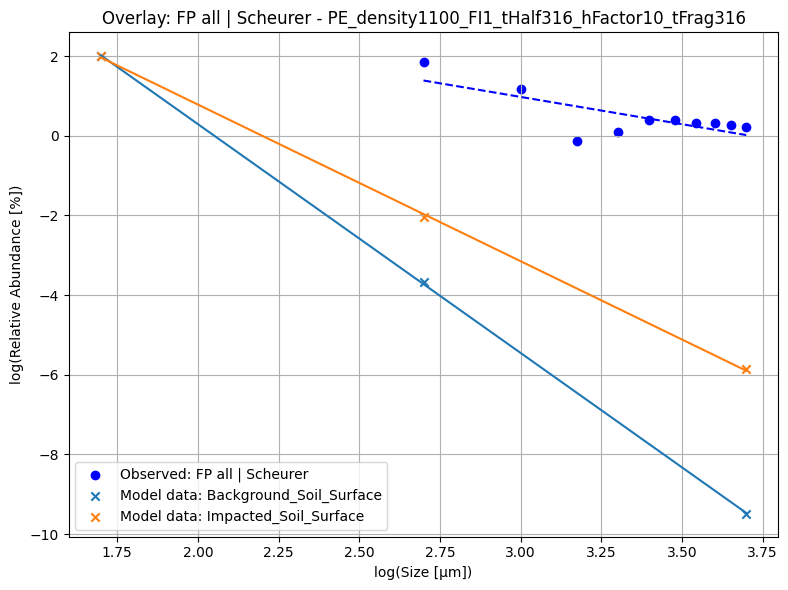 Overlay: FP all | Scheurer - PE_density1100_FI1_tHalf316_hFactor10_tFrag316
log(Relative Abundance [%])
2
0
−2
−4
−6
−8
−10
Observed: FP all | Scheurer
Model data: Background_Soil_Surface
Model data: Impacted_Soil_Surface
1.75 2.00 2.25 2.50 2.75 3.00 3.25 3.50 3.75
log(Size [μm])